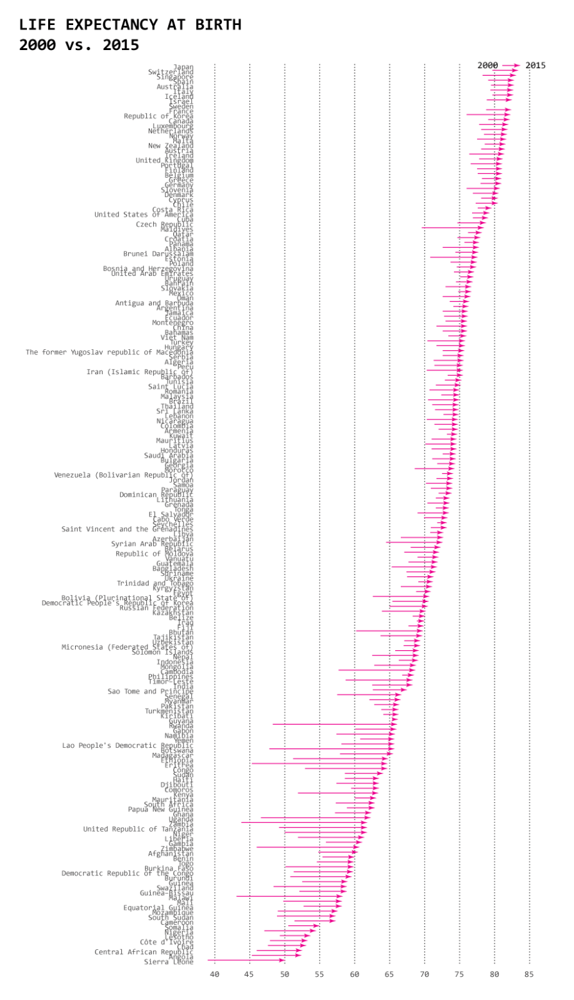 LIFE EXPECTANCY AT BIRTH
2000 vs. 2015
2000 2015
Japan
Switzerland
Singapore
Spain
Australia
Italy
Iceland
Israel
Sweden
France
Republic of Korea
Canada
Luxembourg
Netherlands
Norway
Malta
New Zealand
Austria
Ireland
United Kingdom
Portugal
Finland
Belgium
Greece
Germany
Slovenia
Denmark
Cyprus
Chile
Costa Rica
United States of America
Cuba
Czech Republic
Maldives
Qatar
Croatia
Panama
Albania
Brunei Darussalam
Estonia
Poland
Bosnia and Herzegovina
United Arab Emirates
Uruguay
Bahrain
Slovakia
Mexico
Oman
Antigua and Barbuda
Argentina
Jamaica
Ecuador
Montenegro
China
Bahamas
Viet Nam
Turkey
Hungary
The former Yugoslav republic of Macedonia
Serbia
Algeria
Peru
Iran (Islamic Republic of)
Barbados
Tunisia
Saint Lucia
Romania
Malaysia
Brazil
Thailand
Sri Lanka
Lebanon
Nicaragua
Colombia
Armenia
Kuwait
Mauritius
Latvia
Honduras
Saudi Arabia
Bulgaria
Georgia
Morocco
Venezuela (Bolivarian Republic of)
Jordan
Samoa
Paraguay
Dominican Republic
Lithuania
Grenada
Tonga
El Salvador
Cabo Verde
Seychelles
Saint Vincent and the Grenadines
Libya
Azerbaijan
Syrian Arab Republic
Belarus
Republic of Moldova
Vanuatu
Guatemala
Bangladesh
Suriname
Ukraine
Trinidad and Tobago
Kyrgyzstan
Egypt
Bolivia (Plurinational State of)
Democratic People's Republic of Korea
Russian Federation
Kazakhstan
Belize
Iraq
Fiji
Bhutan
Tajikistan
Uzbekistan
Micronesia (Federated States of)
Solomon Islands
Nepal
Indonesia
Mongolia
Cambodia
Philippines
Timor-Leste
India
Sao Tome and Principe
Senegal
Myanmar
Pakistan
Turkmenistan
Kiribati
Guyana
Rwanda
Gabon
Namibia
Yemen
Lao People's Democratic Republic
Botswana
Madagascar
Ethiopia
Eritrea
Congo
Sudan
Haiti
Djibouti
Comoros
Kenya
Mauritania
South Africa
Papua New Guinea
Ghana
Uganda
Zambia
United Republic of Tanzania
Niger
Liberia
Gambia
Zimbabwe
Afghanistan
Benin
Togo
Burkina Faso
Democratic Republic of the Congo
Burundi
Guinea
Swaziland
Guinea-Bissau
Malawi
Mali
Equatorial Guinea
Mozambique
South Sudan
Cameroon
Somalia
Nigeria
Lesotho
Côte d'Ivoire
Chad
Central African Republic
Angola
Sierra Leone
40 45 50 55 60 65 70 75 80 85